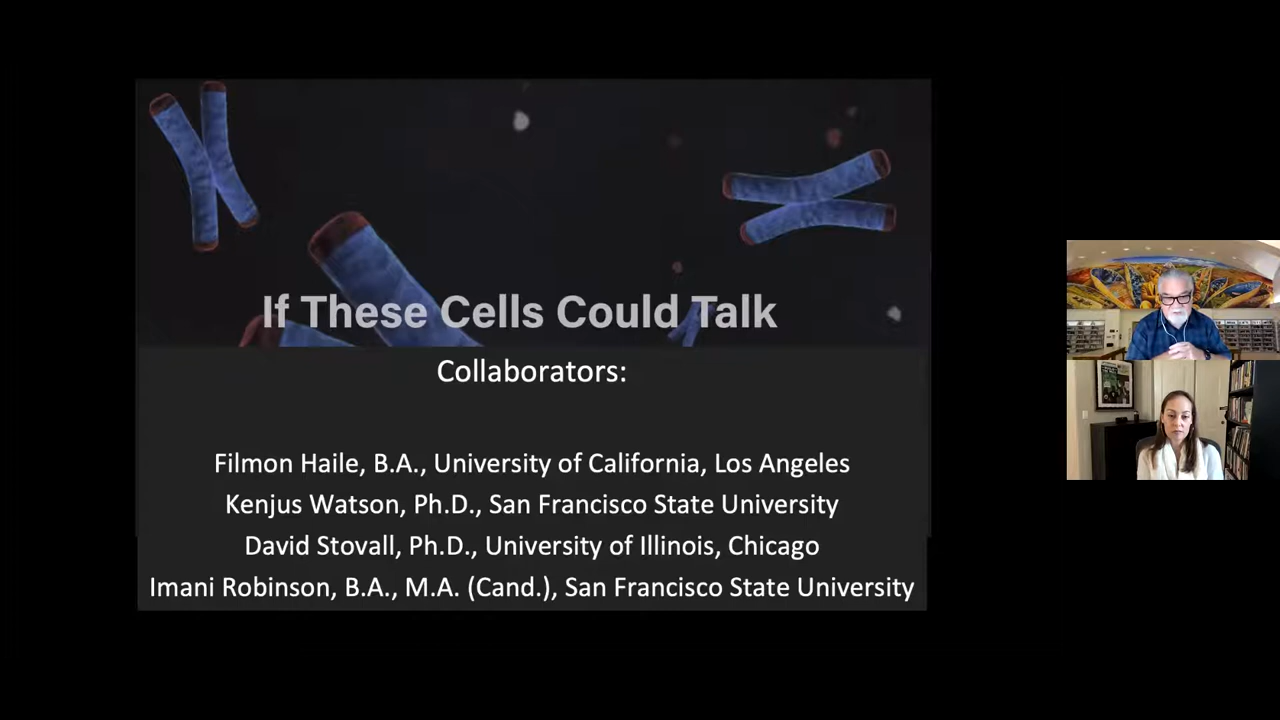 If These Cells Could Talk
Collaborators:
Filmon Haile, B.A., University of California, Los Angeles
Kenjus Watson, Ph.D., San Francisco State University
David Stovall, Ph.D., University of Illinois, Chicago
Imani Robinson, B.A., M.A. (Cand.), San Francisco State University